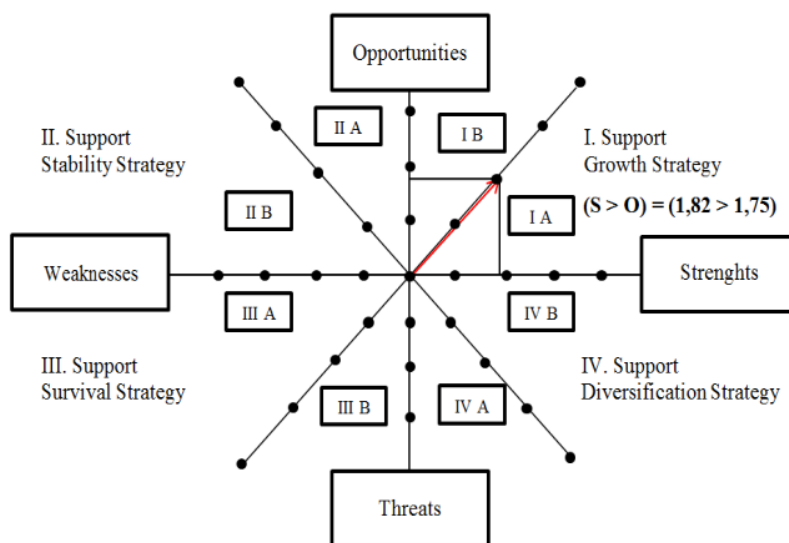 Opportunities
II A
I B
II. Support
Stability Strategy
I. Support
Growth Strategy
II B
I A
(S > O) = (1,82 > 1,75)
Weaknesses
Strenghts
III A
IV B
III. Support
Survival Strategy
IV. Support
Diversification Strategy
III B
IV A
Threats